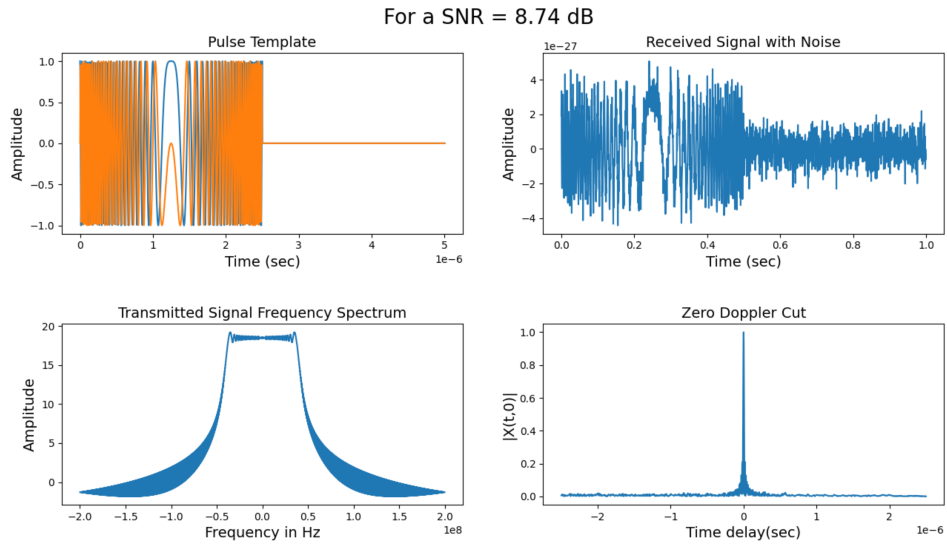 For a SNR = 8.74 dB
Pulse Template
1.0
0.5
0.0
−0.5
−1.0
Amplitude
0 1 2 3 4 5
1e−6
Time (sec)
Received Signal with Noise
1e−27
4
2
0
−2
−4
Amplitude
0.0 0.2 0.4 0.6 0.8 1.0
Time (sec)
Transmitted Signal Frequency Spectrum
20
15
10
5
0
Amplitude
−2.0 −1.5 −1.0 −0.5 0.0 0.5 1.0 1.5 2.0
1e8
Frequency in Hz
Zero Doppler Cut
1.0
0.8
0.6
0.4
0.2
0.0
|X(t,0)|
−2 −1 0 1 2
1e−6
Time delay(sec)